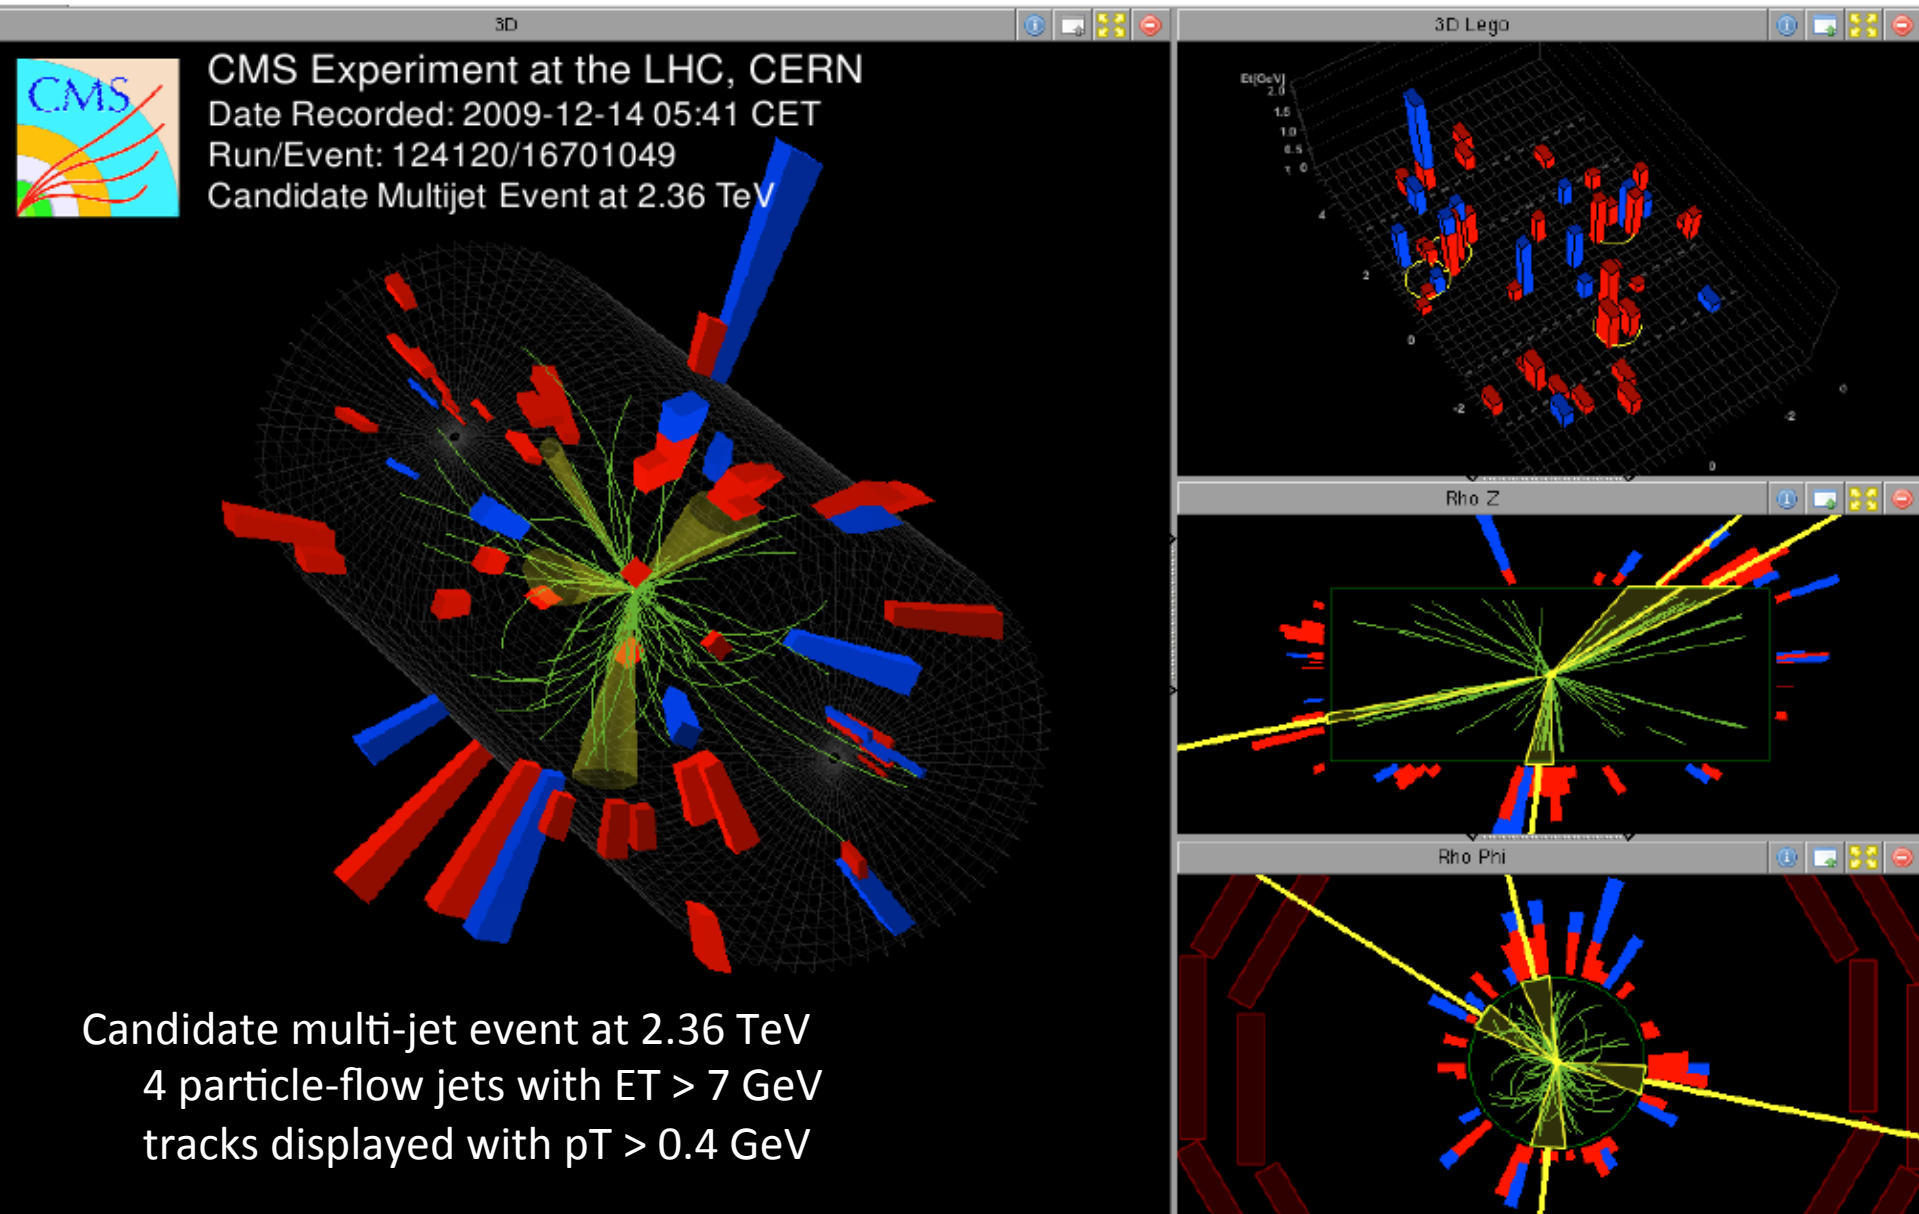 3D
CMS
CMS Experiment at the LHC, CERN
Date Recorded: 2009-12-14 05:41 CET
Run/Event: 124120/16701049
Candidate Multijet Event at 2.36 TeV
Candidate multi-jet event at 2.36 TeV
4 particle-flow jets with ET > 7 GeV
tracks displayed with pT > 0.4 GeV
3D Lego
Et[GeV]
2.0
1.5
1.0
0.5
0
4
2
0
-2
0
-2
0
Rho Z
Rho Phi